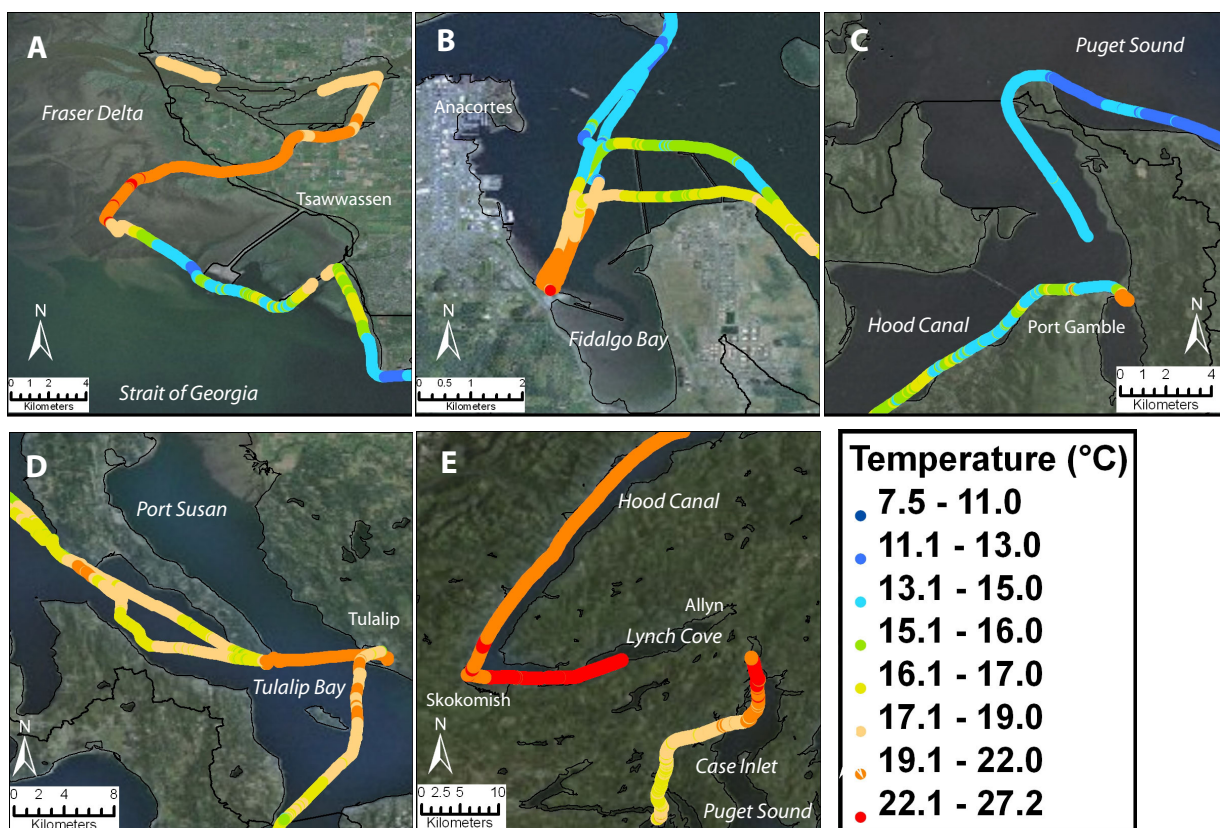 A
Fraser Delta
Tsawwassen
N
0 1 2 4
Kilometers
Strait of Georgia
B
Anacortes
N
0 0.5 1 2
Kilometers
Fidalgo Bay
C
Puget Sound
Hood Canal
Port Gamble
N
0 1 2 4
Kilometers
D
Port Susan
Tulalip
Tulalip Bay
N
0 2 4 8
Kilometers
E
Hood Canal
Allyn
Lynch Cove
Skokomish
N
Case Inlet
0 2.5 5 10
Kilometers
Puget Sound
Temperature (°C)
7.5 - 11.0
11.1 - 13.0
13.1 - 15.0
15.1 - 16.0
16.1 - 17.0
17.1 - 19.0
19.1 - 22.0
22.1 - 27.2